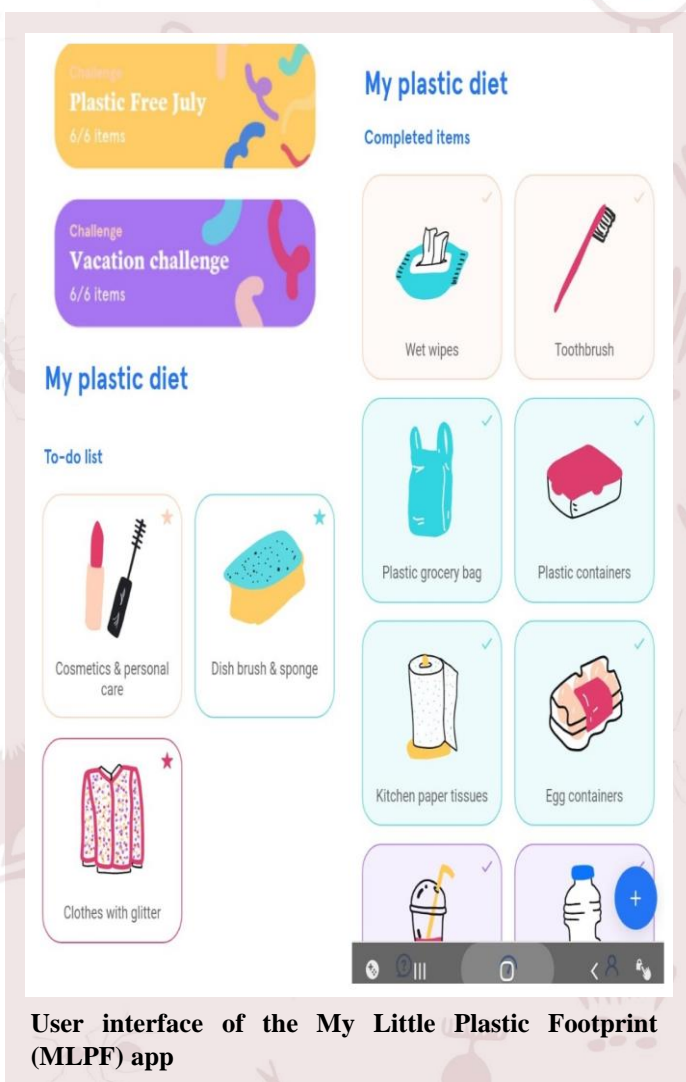 Challenge
Plastic Free July
6/6 items
Challenge
Vacation challenge
6/6 items
My plastic diet
To-do list
Cosmetics & personal
care
Dish brush & sponge
Clothes with glitter
My plastic diet
Completed items
Wet wipes
Toothbrush
Plastic grocery bag
Plastic containers
Kitchen paper tissues
Egg containers
User interface of the My Little Plastic Footprint
(MLPF) app